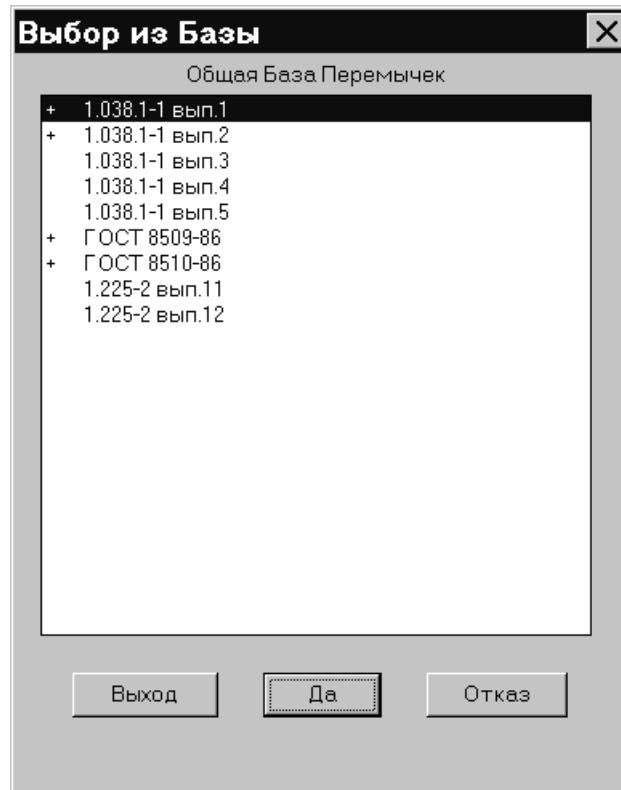 Выбор из Базы
Общая База Перемычек
+ 1.038.1-1 вып.1
+ 1.038.1-1 вып.2
1.038.1-1 вып.3
1.038.1-1 вып.4
1.038.1-1 вып.5
+ ГОСТ 8509-86
+ ГОСТ 8510-86
1.225-2 вып.11
1.225-2 вып.12
Выход Да Отказ